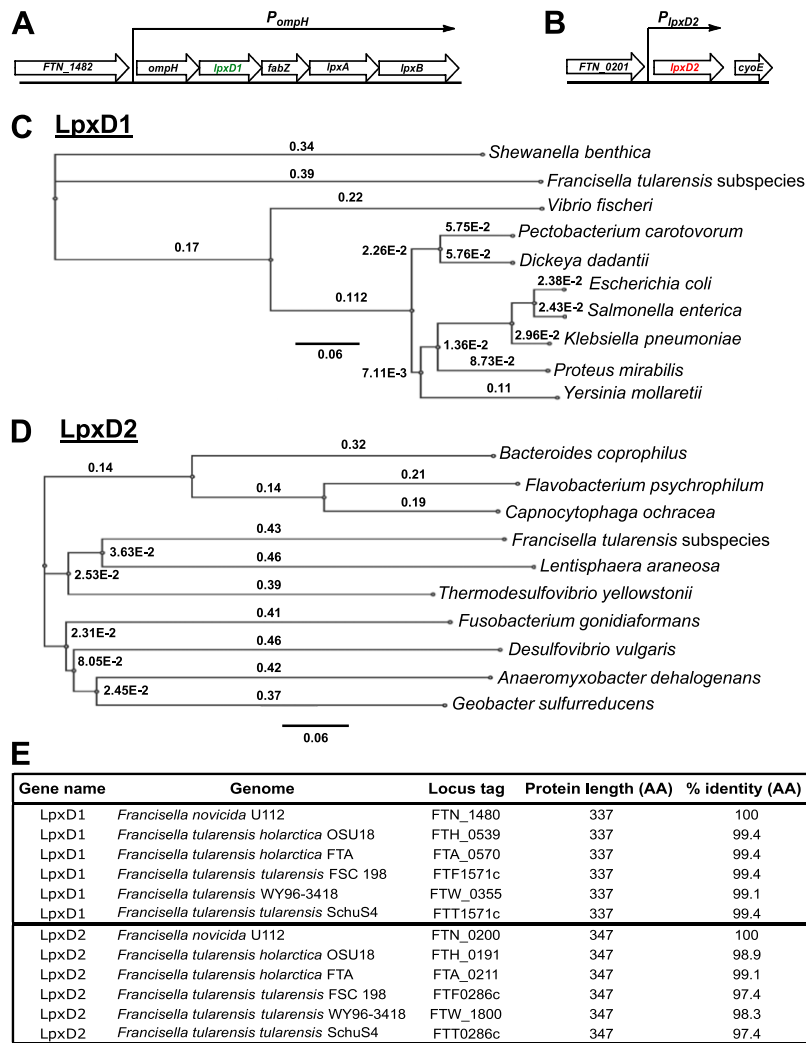 A
P_ompH
FTN_1482 ompH lpxD1 fabZ lpxA lpxB
B
P_lpxD2
FTN_0201 lpxD2 cyoE
C LpxD1
0.34 Shewanella benthica
0.39 Francisella tularensis subspecies
0.22 Vibrio fischeri
0.17
5.75E-2 Pectobacterium carotovorum
2.26E-2
5.76E-2 Dickeya dadantii
2.38E-2 Escherichia coli
0.112
2.43E-2 Salmonella enterica
2.96E-2 Klebsiella pneumoniae
1.36E-2
0.06
8.73E-2 Proteus mirabilis
7.11E-3
0.11 Yersinia mollaretii
D LpxD2
0.32 Bacteroides coprophilus
0.14
0.21 Flavobacterium psychrophilum
0.14
0.19 Capnocytophaga ochracea
0.43 Francisella tularensis subspecies
3.63E-2
0.46 Lentisphaera araneosa
2.53E-2
0.39 Thermodesulfovibrio yellowstonii
0.41 Fusobacterium gonidiaformans
2.31E-2
0.46 Desulfovibrio vulgaris
8.05E-2
0.42 Anaeromyxobacter dehalogenans
2.45E-2
0.37 Geobacter sulfurreducens
0.06
E
Gene name Genome Locus tag Protein length (AA) % identity (AA)
LpxD1 Francisella novicida U112 FTN_1480 337 100
LpxD1 Francisella tularensis holarctica OSU18 FTH_0539 337 99.4
LpxD1 Francisella tularensis holarctica FTA FTA_0570 337 99.4
LpxD1 Francisella tularensis tularensis FSC 198 FTF1571c 337 99.4
LpxD1 Francisella tularensis WY96-3418 FTW_0355 337 99.1
LpxD1 Francisella tularensis tularensis SchuS4 FTT1571c 337 99.4
LpxD2 Francisella novicida U112 FTN_0200 347 100
LpxD2 Francisella tularensis holarctica OSU18 FTH_0191 347 98.9
LpxD2 Francisella tularensis holarctica FTA FTA_0211 347 99.1
LpxD2 Francisella tularensis tularensis FSC 198 FTF0286c 347 97.4
LpxD2 Francisella tularensis tularensis WY96-3418 FTW_1800 347 98.3
LpxD2 Francisella tularensis tularensis SchuS4 FTT0286c 347 97.4